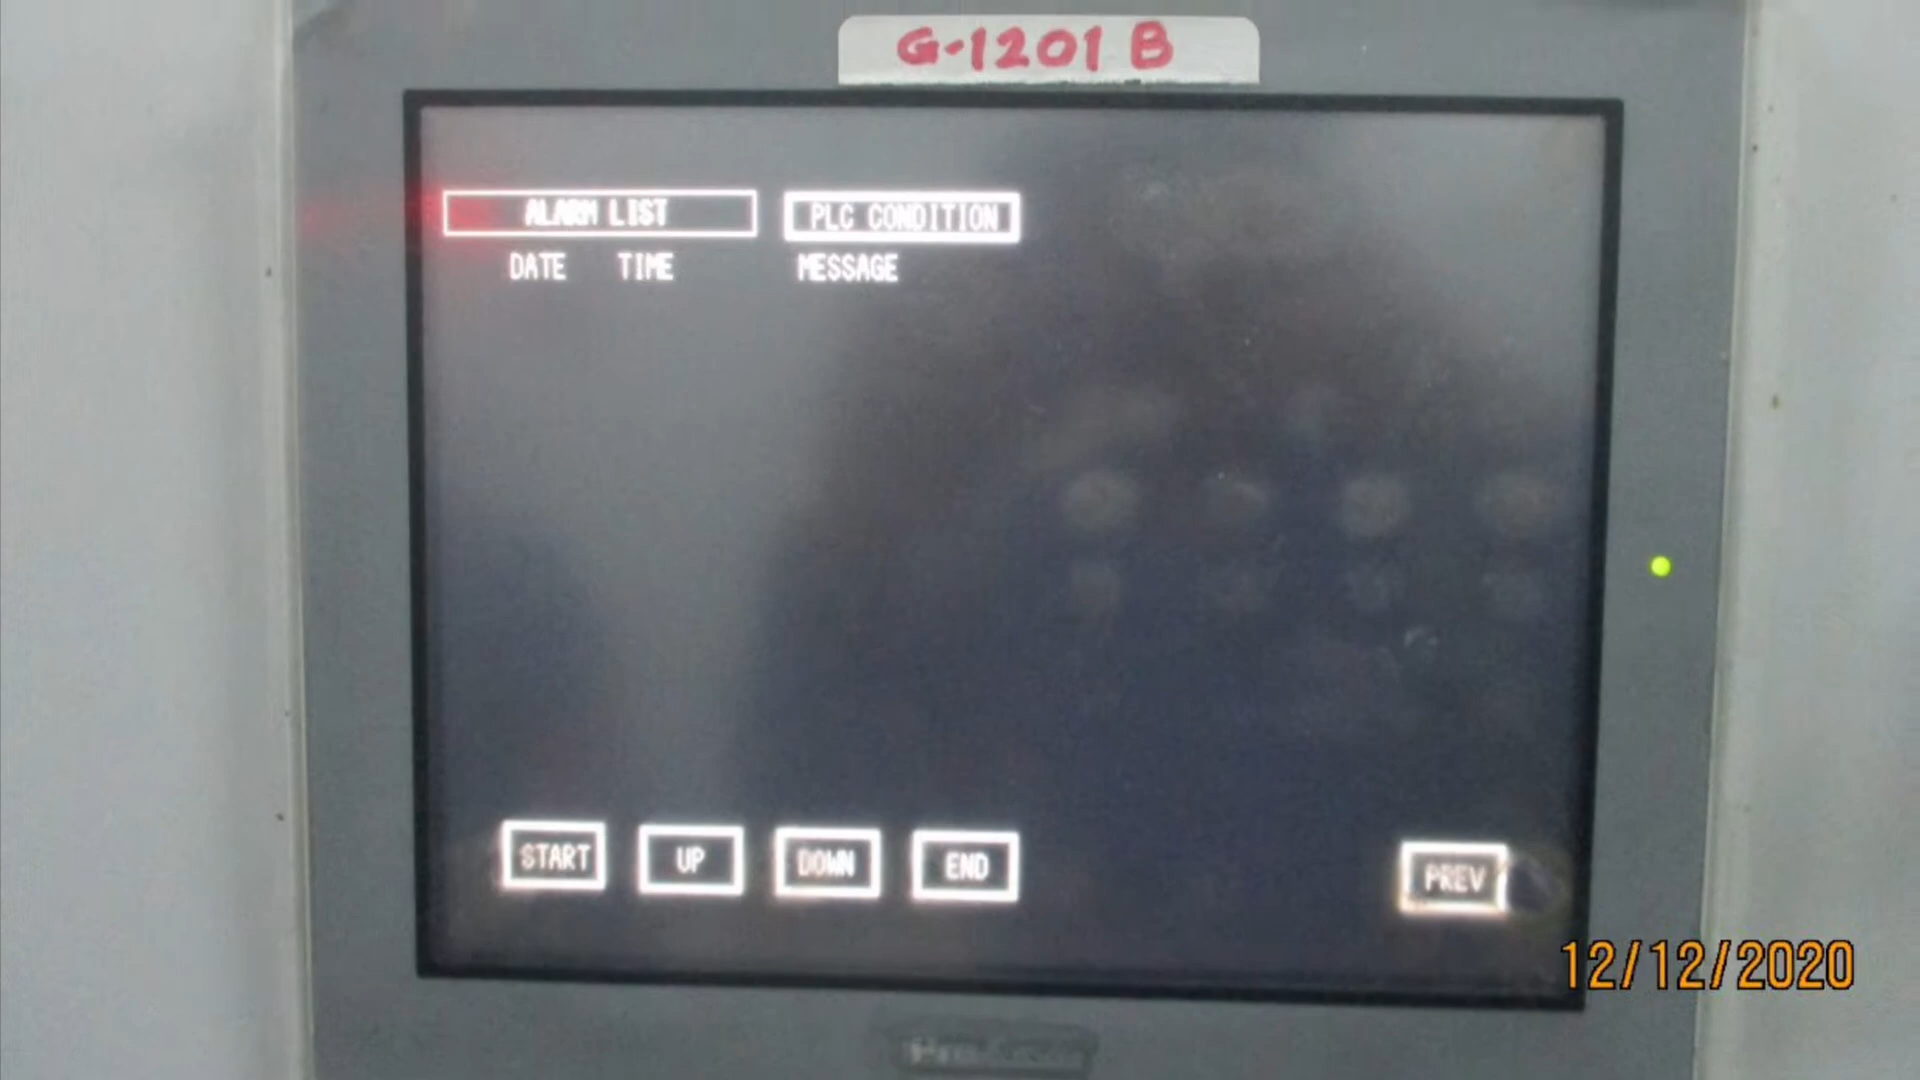 G-1201 B
ALARM LIST PLC CONDITION
DATE TIME MESSAGE
START UP DOWN END PREV
12/12/2020